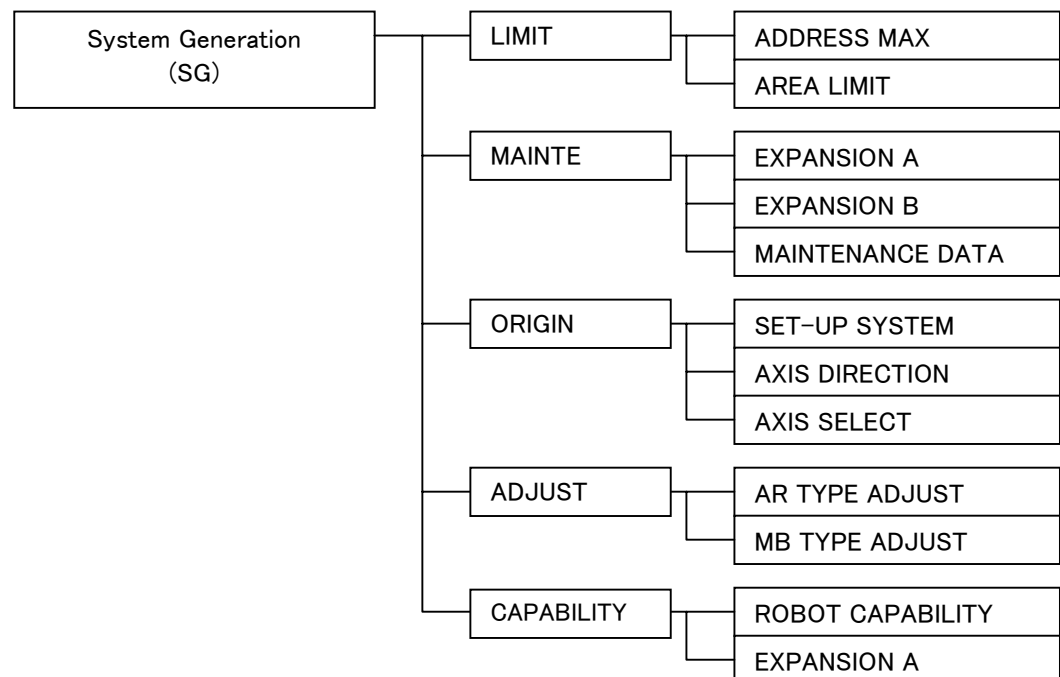 System Generation
(SG)
LIMIT
ADDRESS MAX
AREA LIMIT
MAINTE
EXPANSION A
EXPANSION B
MAINTENANCE DATA
ORIGIN
SET-UP SYSTEM
AXIS DIRECTION
AXIS SELECT
ADJUST
AR TYPE ADJUST
MB TYPE ADJUST
CAPABILITY
ROBOT CAPABILITY
EXPANSION A